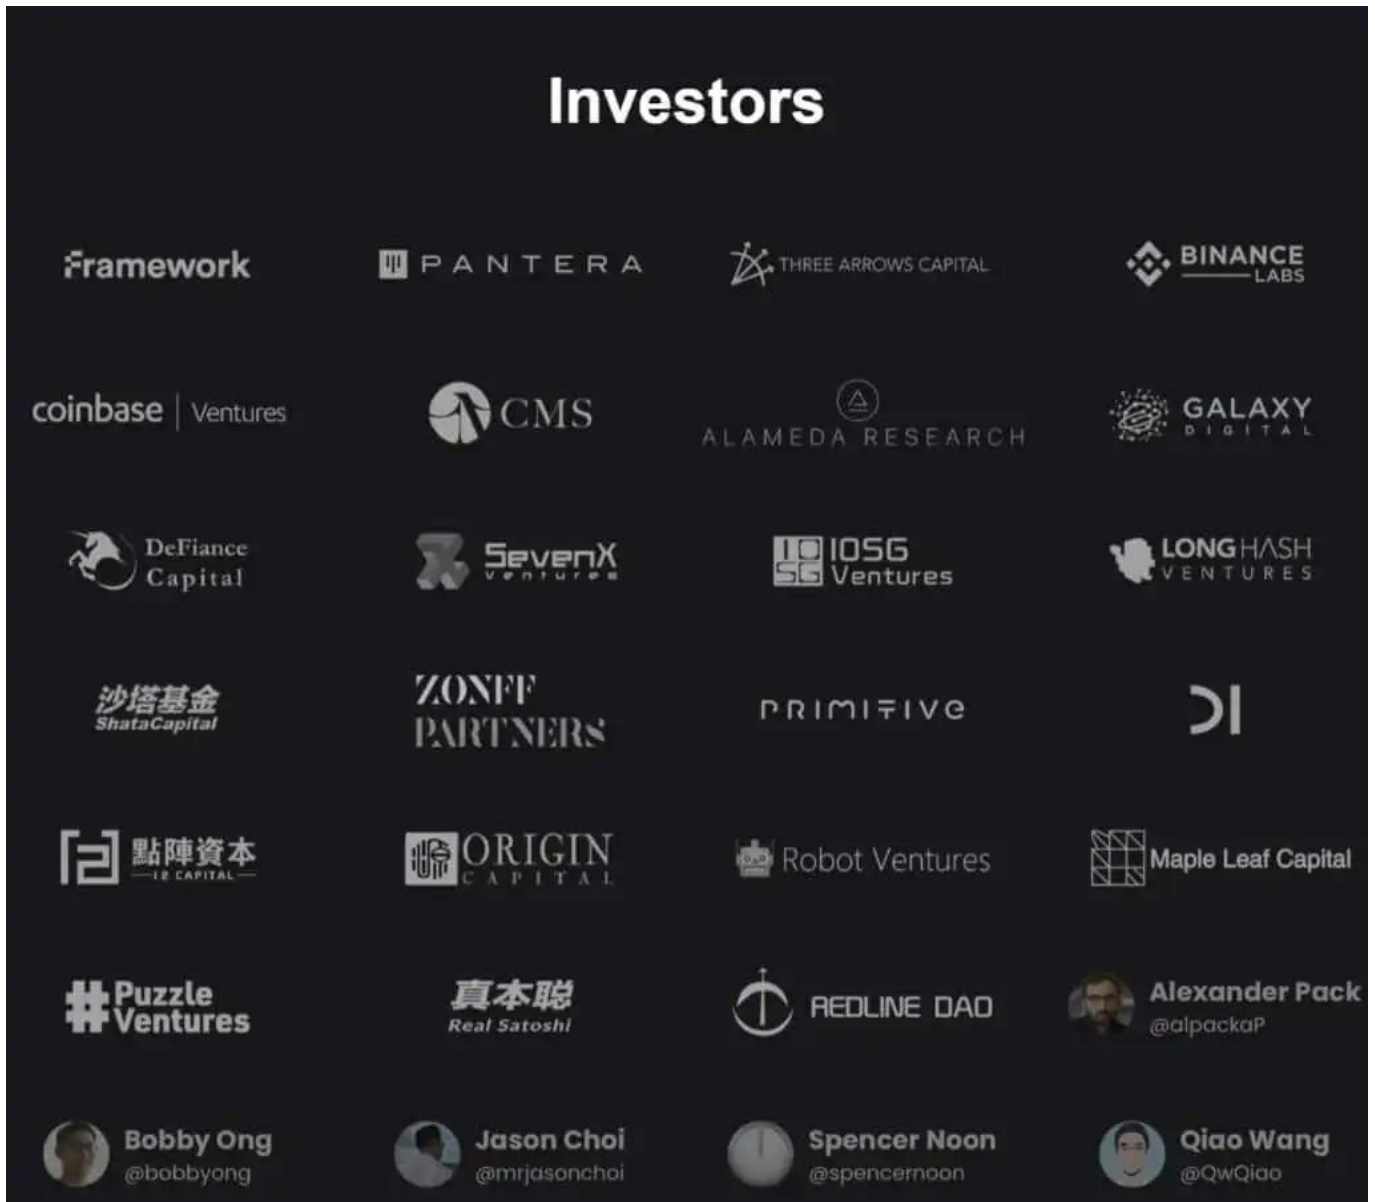 Investors
Framework
PANTERA
THREE ARROWS CAPITAL
BINANCE
LABS
coinbase | Ventures
CMS
ALAMEDA RESEARCH
GALAXY
DIGITAL
DeFiance
Capital
SevenX
ventures
IOSG
IOSG
Ventures
LONGHASH
VENTURES
沙塔基金
ShataCapital
ZONFF
PARTNERS
PRIMITIVE
DI
點陣資本
12 CAPITAL
ORIGIN
CAPITAL
Robot Ventures
Maple Leaf Capital
Puzzle
Ventures
真本聪
Real Satoshi
REDLINE DAO
Alexander Pack
@alpackaP
Bobby Ong
@bobbyong
Jason Choi
@mrjasonchoi
Spencer Noon
@spencernoon
Qiao Wang
@QwQiao